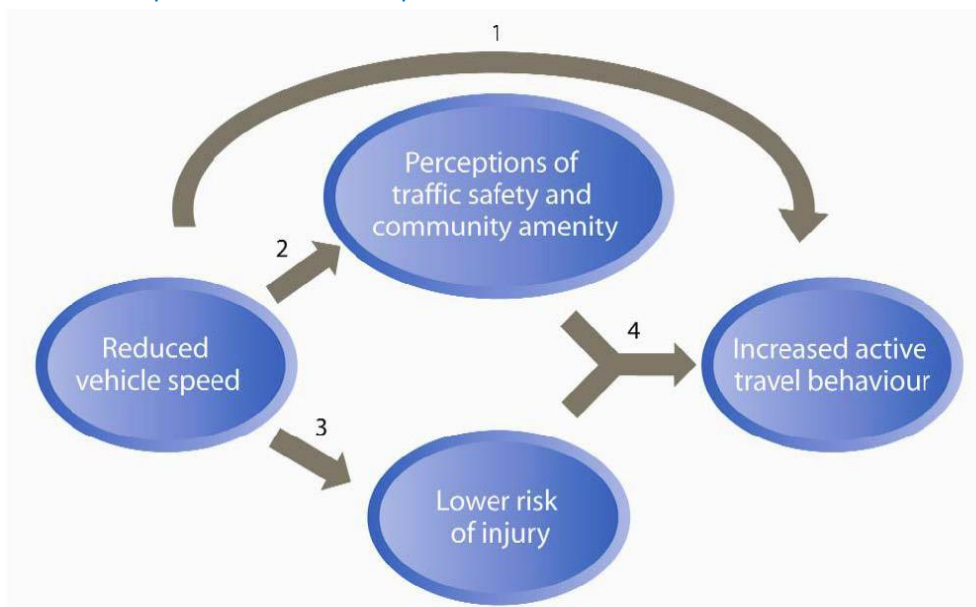 1
Perceptions of
traffic safety and
community amenity
2
4
Reduced
vehicle speed
Increased active
travel behaviour
3
Lower risk
of injury